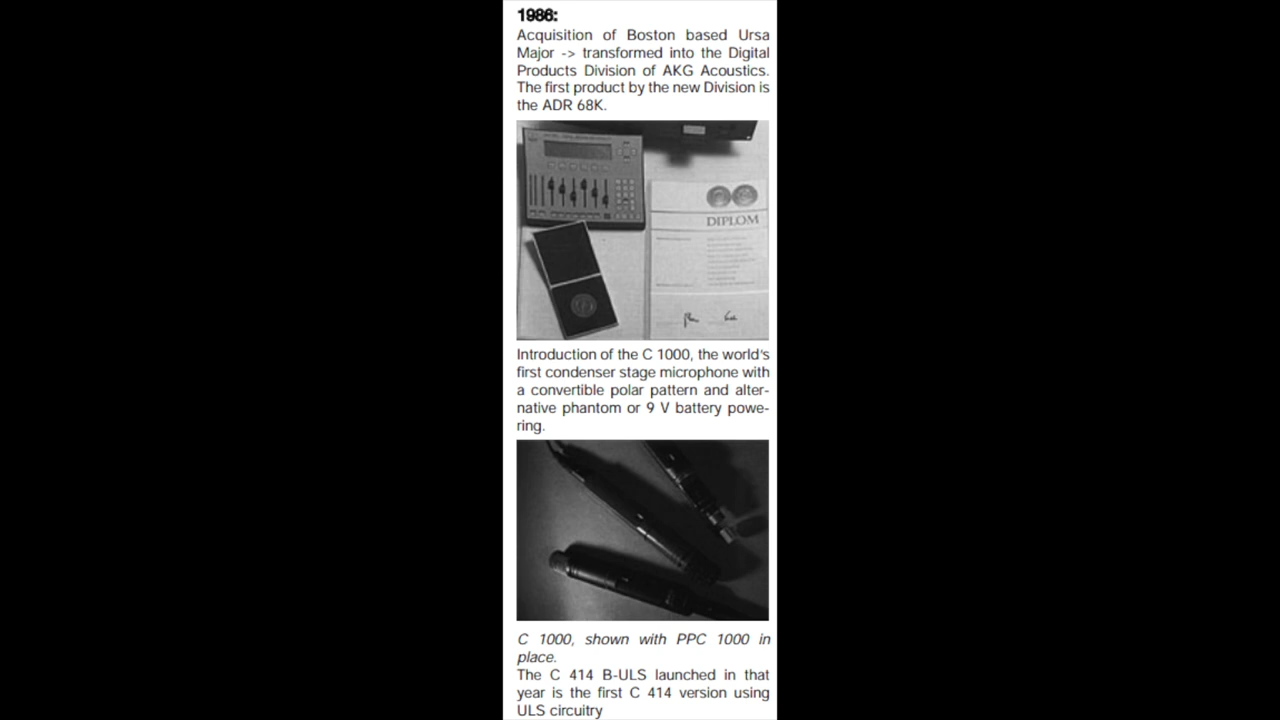 1986:
Acquisition of Boston based Ursa
Major -> transformed into the Digital
Products Division of AKG Acoustics.
The first product by the new Division is
the ADR 68K.
DIPLOM
Introduction of the C 1000, the world's
first condenser stage microphone with
a convertible polar pattern and alter-
native phantom or 9 V battery powe-
ring.
C 1000, shown with PPC 1000 in
place.
The C 414 B-ULS launched in that
year is the first C 414 version using
ULS circuitry